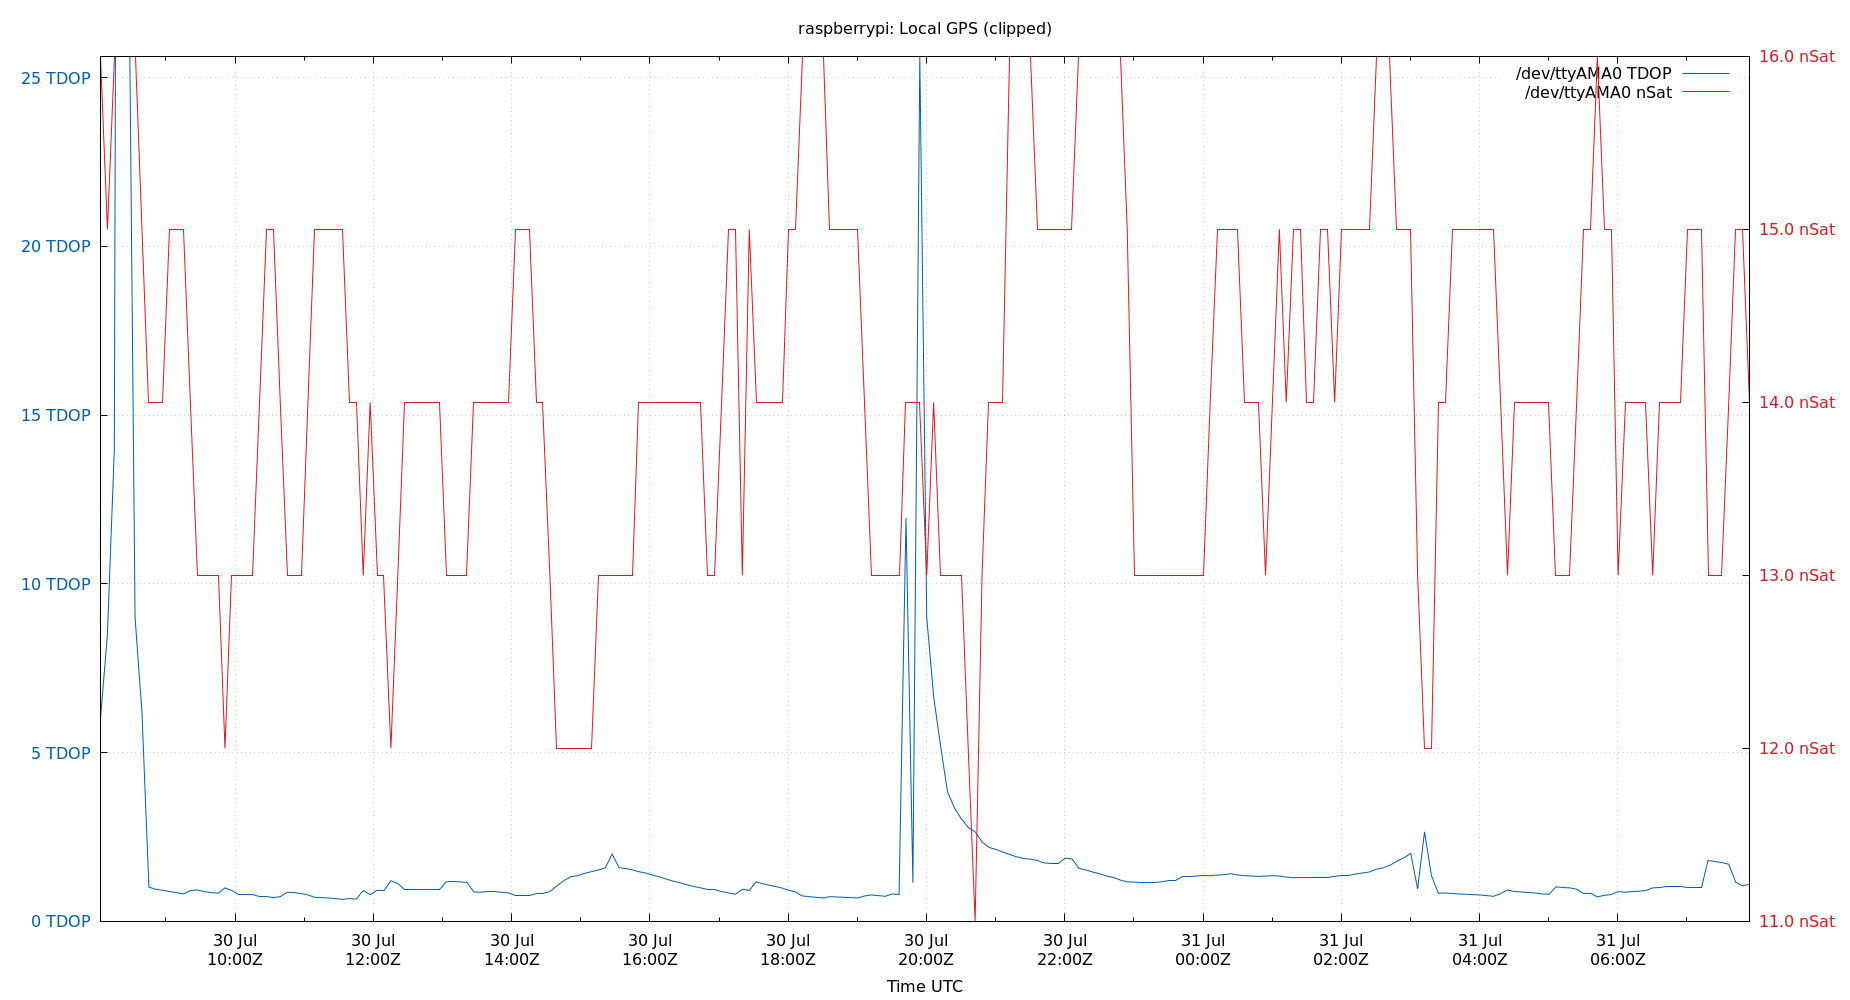 raspberrypi: Local GPS (clipped)
25 TDOP
20 TDOP
15 TDOP
10 TDOP
5 TDOP
0 TDOP
16.0 nSat
15.0 nSat
14.0 nSat
13.0 nSat
12.0 nSat
11.0 nSat
/dev/ttyAMA0 TDOP
/dev/ttyAMA0 nSat
30 Jul
10:00Z
30 Jul
12:00Z
30 Jul
14:00Z
30 Jul
16:00Z
30 Jul
18:00Z
30 Jul
20:00Z
30 Jul
22:00Z
31 Jul
00:00Z
31 Jul
02:00Z
31 Jul
04:00Z
31 Jul
06:00Z
Time UTC